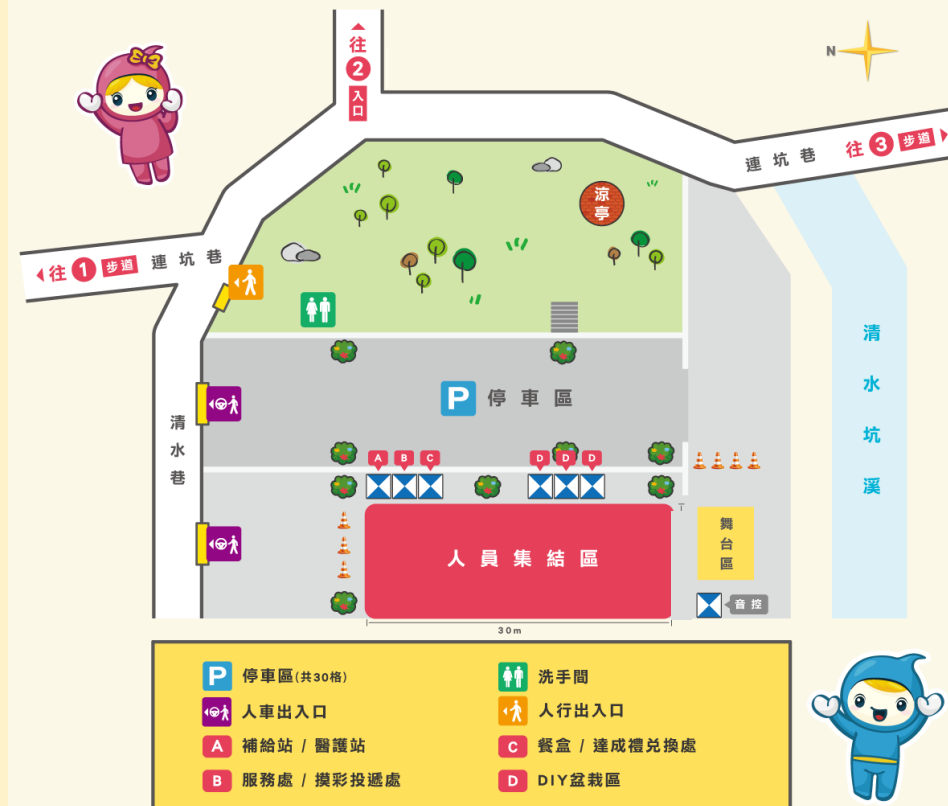 往
2
入口
N
連坑巷 往 3 步道
涼亭
往 1 步道 連坑巷
清水坑溪
P 停車區
清水巷
A B C D D D
人員集結區
舞台區
音控
30m
P 停車區(共30格)
洗手間
人車出入口
人行出入口
A 補給站 / 醫護站
C 餐盒 / 達成禮兌換處
B 服務處 / 摸彩投遞處
D DIY盆栽區